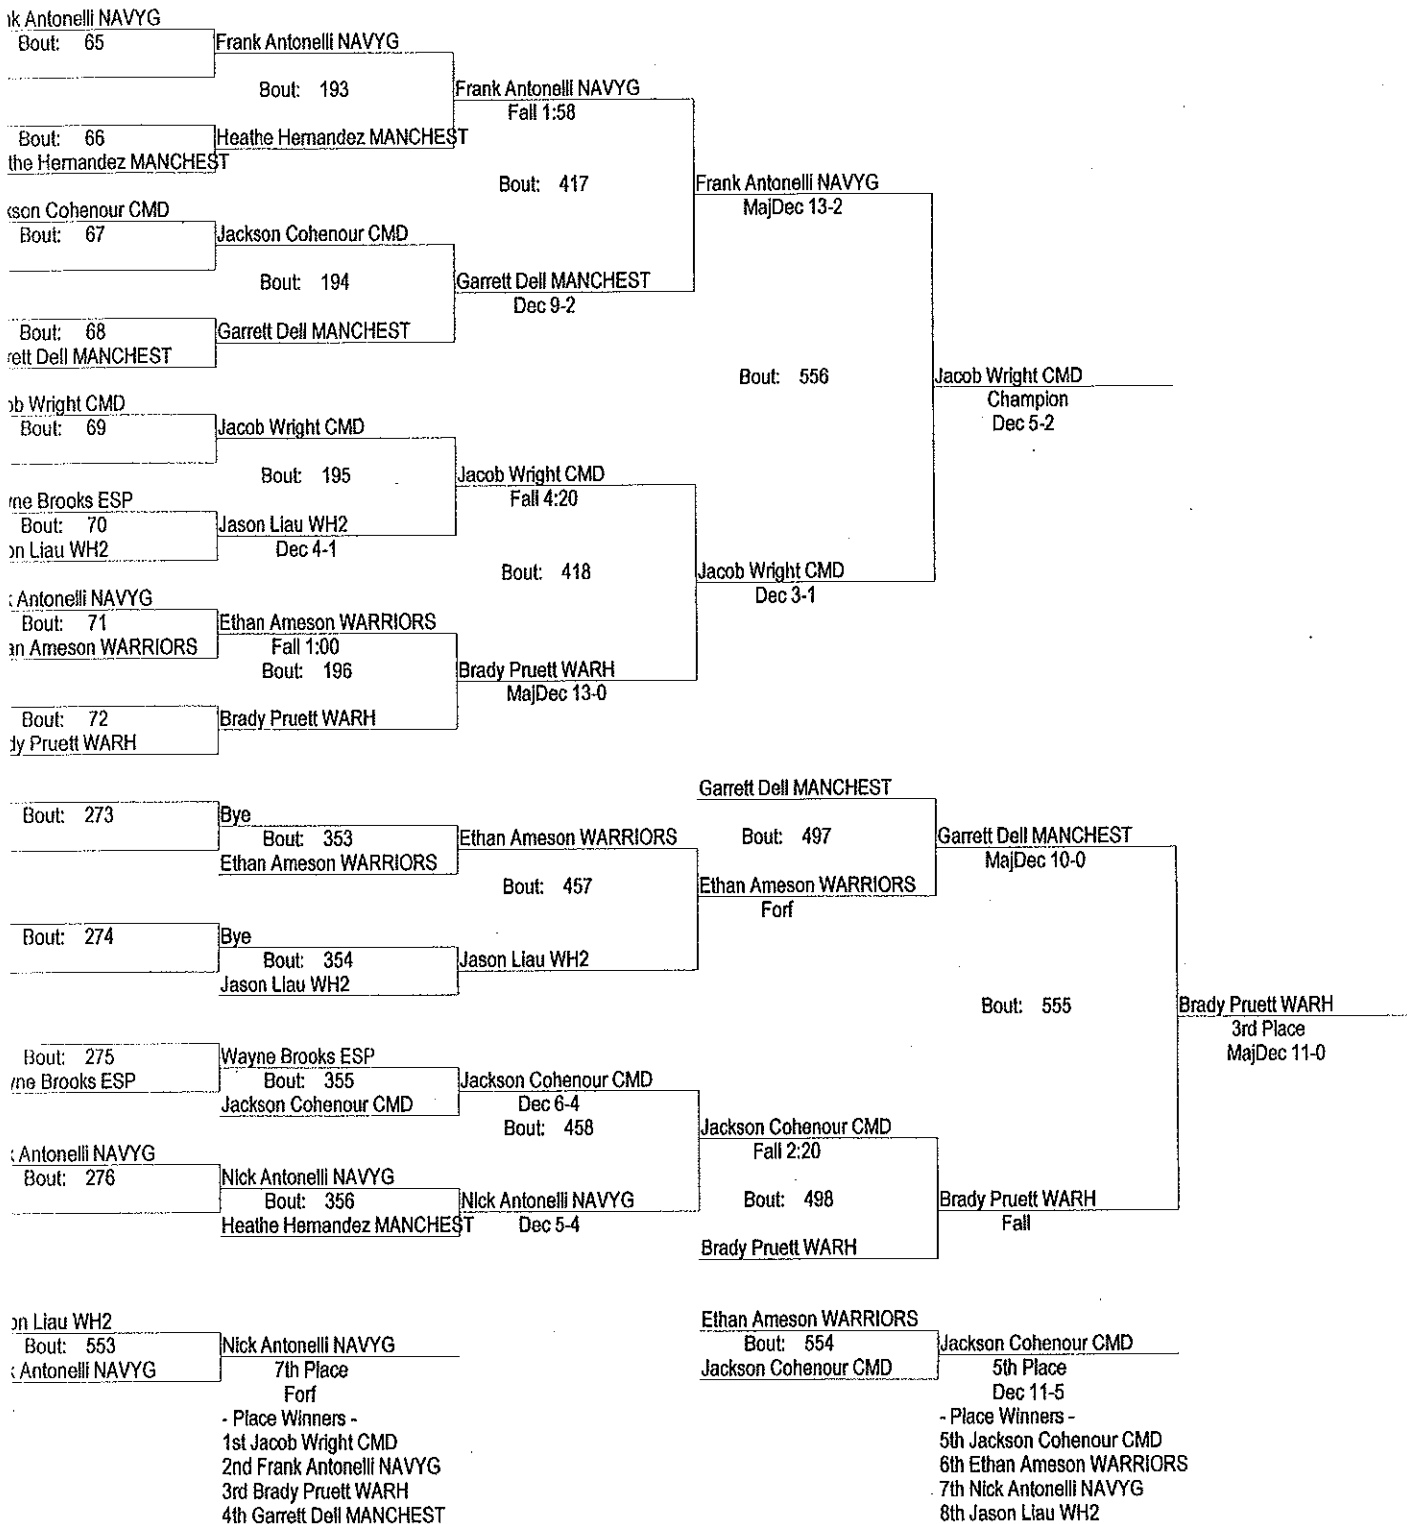 k Antonelli NAVYG
Bout: 65
Frank Antonelli NAVYG
Bout: 193
Frank Antonelli NAVYG
Fall 1:58
Bout: 66
Heathe Hernandez MANCHEST
the Hernandez MANCHEST
Bout: 417
Frank Antonelli NAVYG
MajDec 13-2
kson Cohenour CMD
Bout: 67
Jackson Cohenour CMD
Bout: 194
Garrett Dell MANCHEST
Dec 9-2
Bout: 68
Garrett Dell MANCHEST
rett Dell MANCHEST
Bout: 556
Jacob Wright CMD
Champion
Dec 5-2
ob Wright CMD
Bout: 69
Jacob Wright CMD
Bout: 195
Jacob Wright CMD
Fall 4:20
yne Brooks ESP
Bout: 70
Jason Liau WH2
on Liau WH2
Dec 4-1
Bout: 418
Jacob Wright CMD
Dec 3-1
k Antonelli NAVYG
Bout: 71
Ethan Ameson WARRIORS
an Ameson WARRIORS
Fall 1:00
Bout: 196
Brady Pruett WARH
MajDec 13-0
Bout: 72
Brady Pruett WARH
dy Pruett WARH
Garrett Dell MANCHEST
Bout: 273
Bye
Bout: 353
Ethan Ameson WARRIORS
Bout: 497
Garrett Dell MANCHEST
Ethan Ameson WARRIORS
MajDec 10-0
Bout: 457
Ethan Ameson WARRIORS
Forf
Bout: 274
Bye
Bout: 354
Jason Liau WH2
Jason Liau WH2
Bout: 555
Brady Pruett WARH
3rd Place
MajDec 11-0
Bout: 275
Wayne Brooks ESP
yne Brooks ESP
Bout: 355
Jackson Cohenour CMD
Jackson Cohenour CMD
Dec 6-4
Bout: 458
Jackson Cohenour CMD
Fall 2:20
k Antonelli NAVYG
Bout: 276
Nick Antonelli NAVYG
Bout: 356
Nick Antonelli NAVYG
Bout: 498
Brady Pruett WARH
Heathe Hernandez MANCHEST
Dec 5-4
Fall
Brady Pruett WARH
on Liau WH2
Bout: 553
Nick Antonelli NAVYG
k Antonelli NAVYG
7th Place
Forf
- Place Winners -
1st Jacob Wright CMD
2nd Frank Antonelli NAVYG
3rd Brady Pruett WARH
4th Garrett Dell MANCHEST
Ethan Ameson WARRIORS
Bout: 554
Jackson Cohenour CMD
Jackson Cohenour CMD
5th Place
Dec 11-5
- Place Winners -
5th Jackson Cohenour CMD
6th Ethan Ameson WARRIORS
7th Nick Antonelli NAVYG
8th Jason Liau WH2